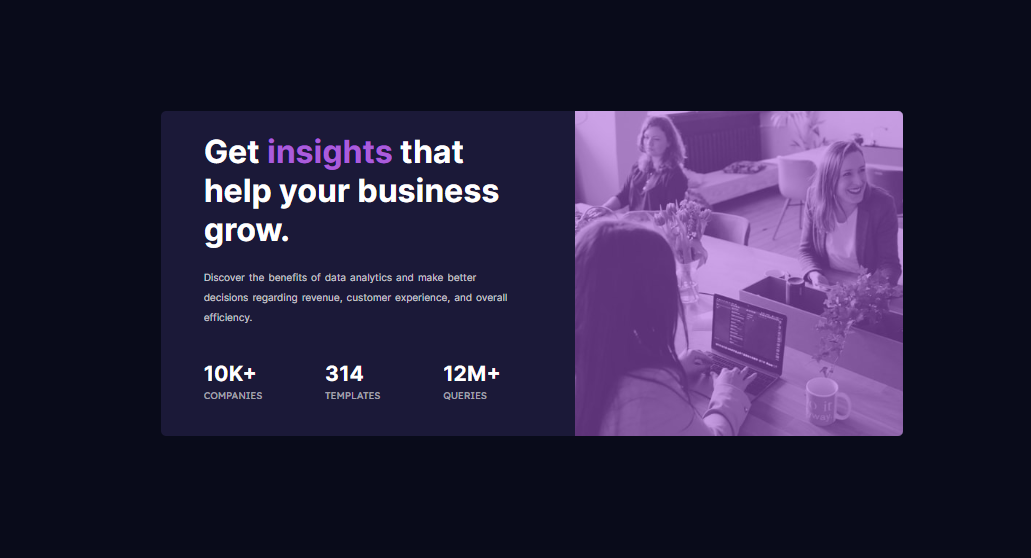 Get insights that
help your business
grow.
Discover the benefits of data analytics and make better
decisions regarding revenue, customer experience, and overall
efficiency.
10K+ 314 12M+
COMPANIES TEMPLATES QUERIES